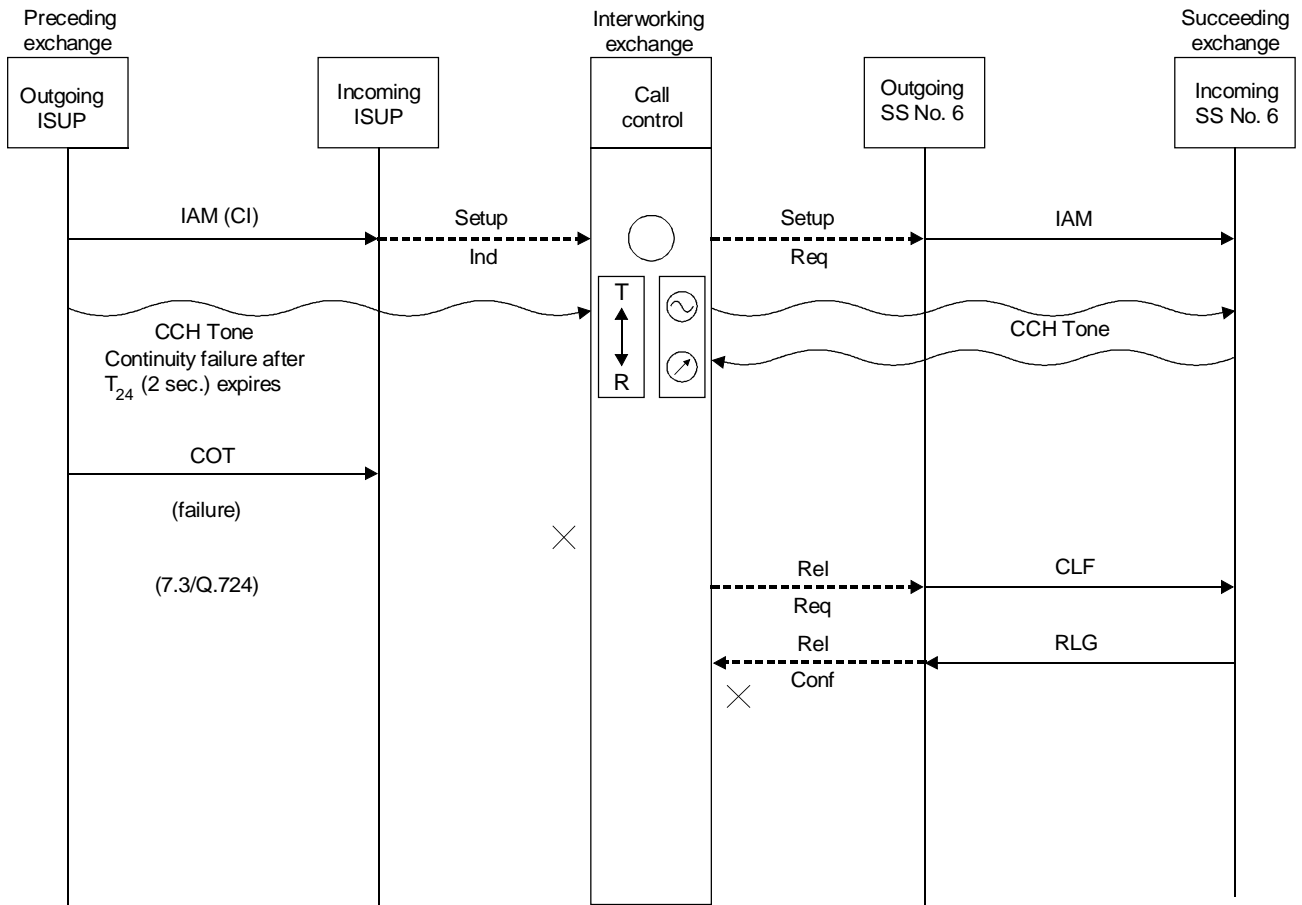 Preceding
exchange
Interworking
exchange
Succeeding
exchange
Outgoing
ISUP
Incoming
ISUP
Call
control
Outgoing
SS No. 6
Incoming
SS No. 6
IAM (CI)
Setup
Ind
Setup
Req
IAM
T
R
CCH Tone
Continuity failure after
T24 (2 sec.) expires
CCH Tone
COT
(failure)
(7.3/Q.724)
Rel
Req
CLF
Rel
Conf
RLG